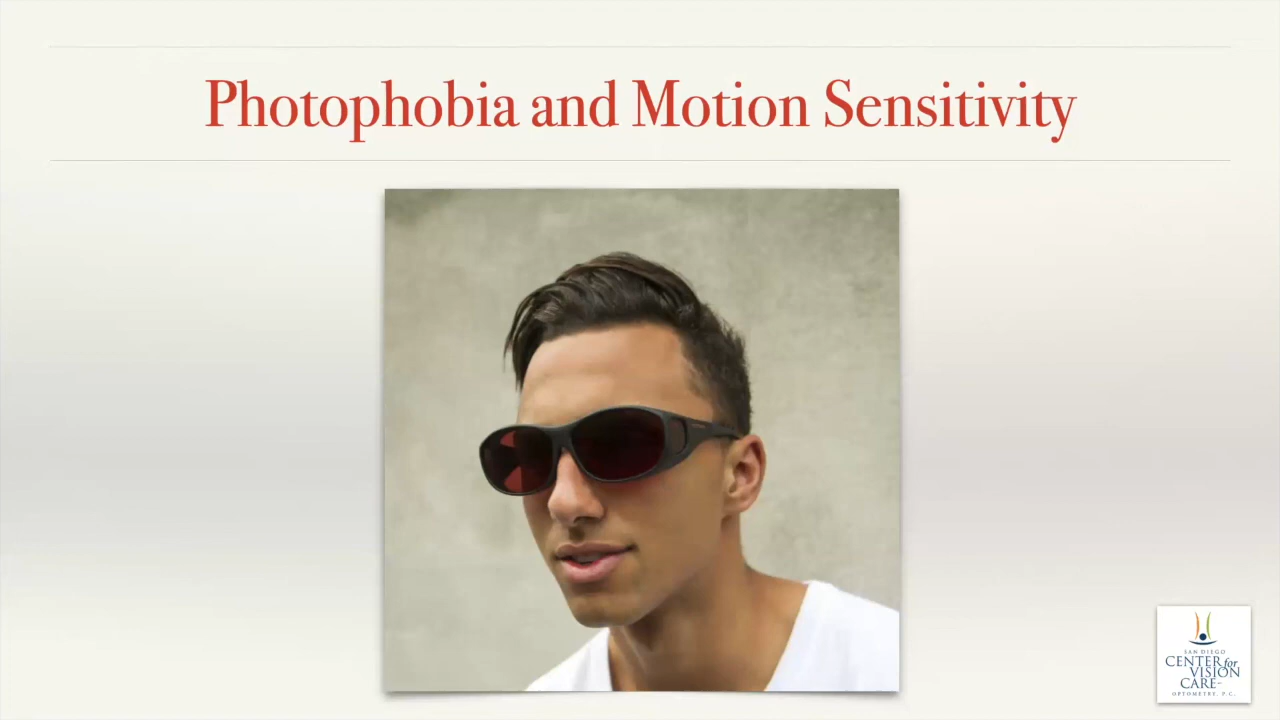 Photophobia and Motion Sensitivity
SAN DIEGO
CENTER for
VISION
CARE
OPTOMETRY, P.C.